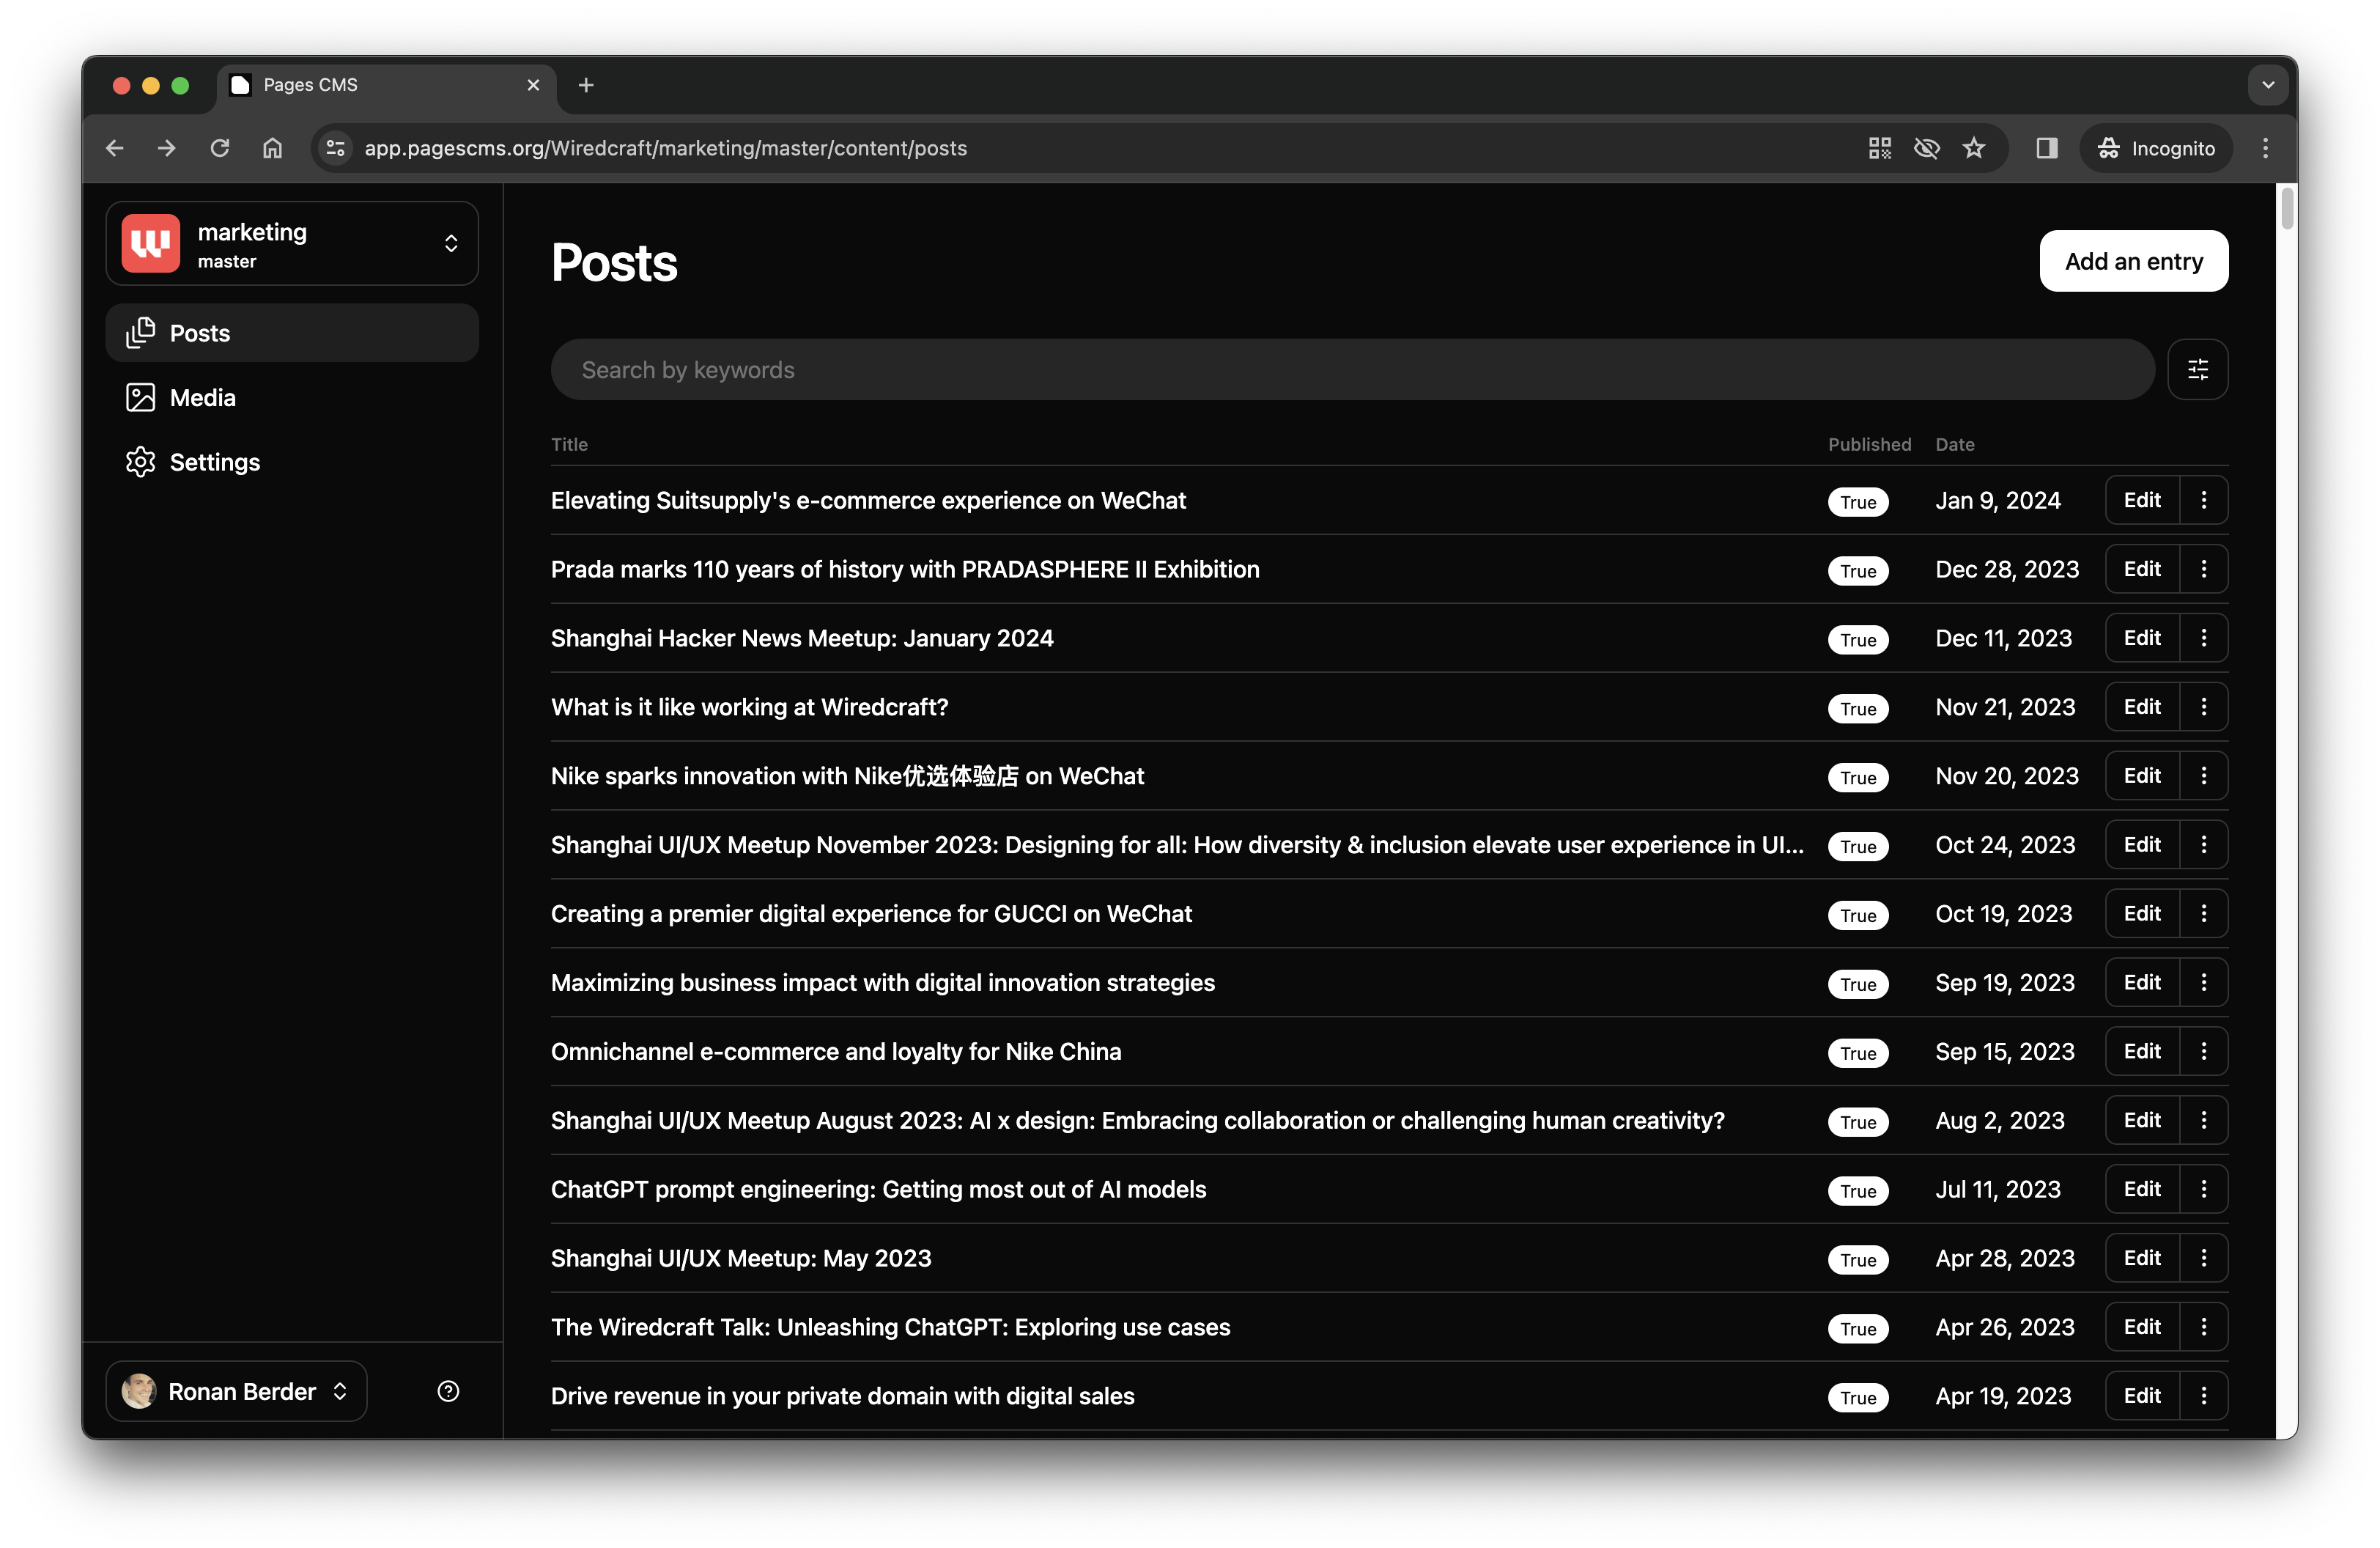 Pages CMS
app.pagescms.org/Wiredcraft/marketing/master/content/posts
Incognito
marketing
master
Posts
Media
Settings
Ronan Berder
Posts
Add an entry
Search by keywords
Title Published Date
Elevating Suitsupply's e-commerce experience on WeChat True Jan 9, 2024 Edit
Prada marks 110 years of history with PRADASPHERE II Exhibition True Dec 28, 2023 Edit
Shanghai Hacker News Meetup: January 2024 True Dec 11, 2023 Edit
What is it like working at Wiredcraft? True Nov 21, 2023 Edit
Nike sparks innovation with Nike优选体验店 on WeChat True Nov 20, 2023 Edit
Shanghai UI/UX Meetup November 2023: Designing for all: How diversity & inclusion elevate user experience in UI... True Oct 24, 2023 Edit
Creating a premier digital experience for GUCCI on WeChat True Oct 19, 2023 Edit
Maximizing business impact with digital innovation strategies True Sep 19, 2023 Edit
Omnichannel e-commerce and loyalty for Nike China True Sep 15, 2023 Edit
Shanghai UI/UX Meetup August 2023: AI x design: Embracing collaboration or challenging human creativity? True Aug 2, 2023 Edit
ChatGPT prompt engineering: Getting most out of AI models True Jul 11, 2023 Edit
Shanghai UI/UX Meetup: May 2023 True Apr 28, 2023 Edit
The Wiredcraft Talk: Unleashing ChatGPT: Exploring use cases True Apr 26, 2023 Edit
Drive revenue in your private domain with digital sales True Apr 19, 2023 Edit